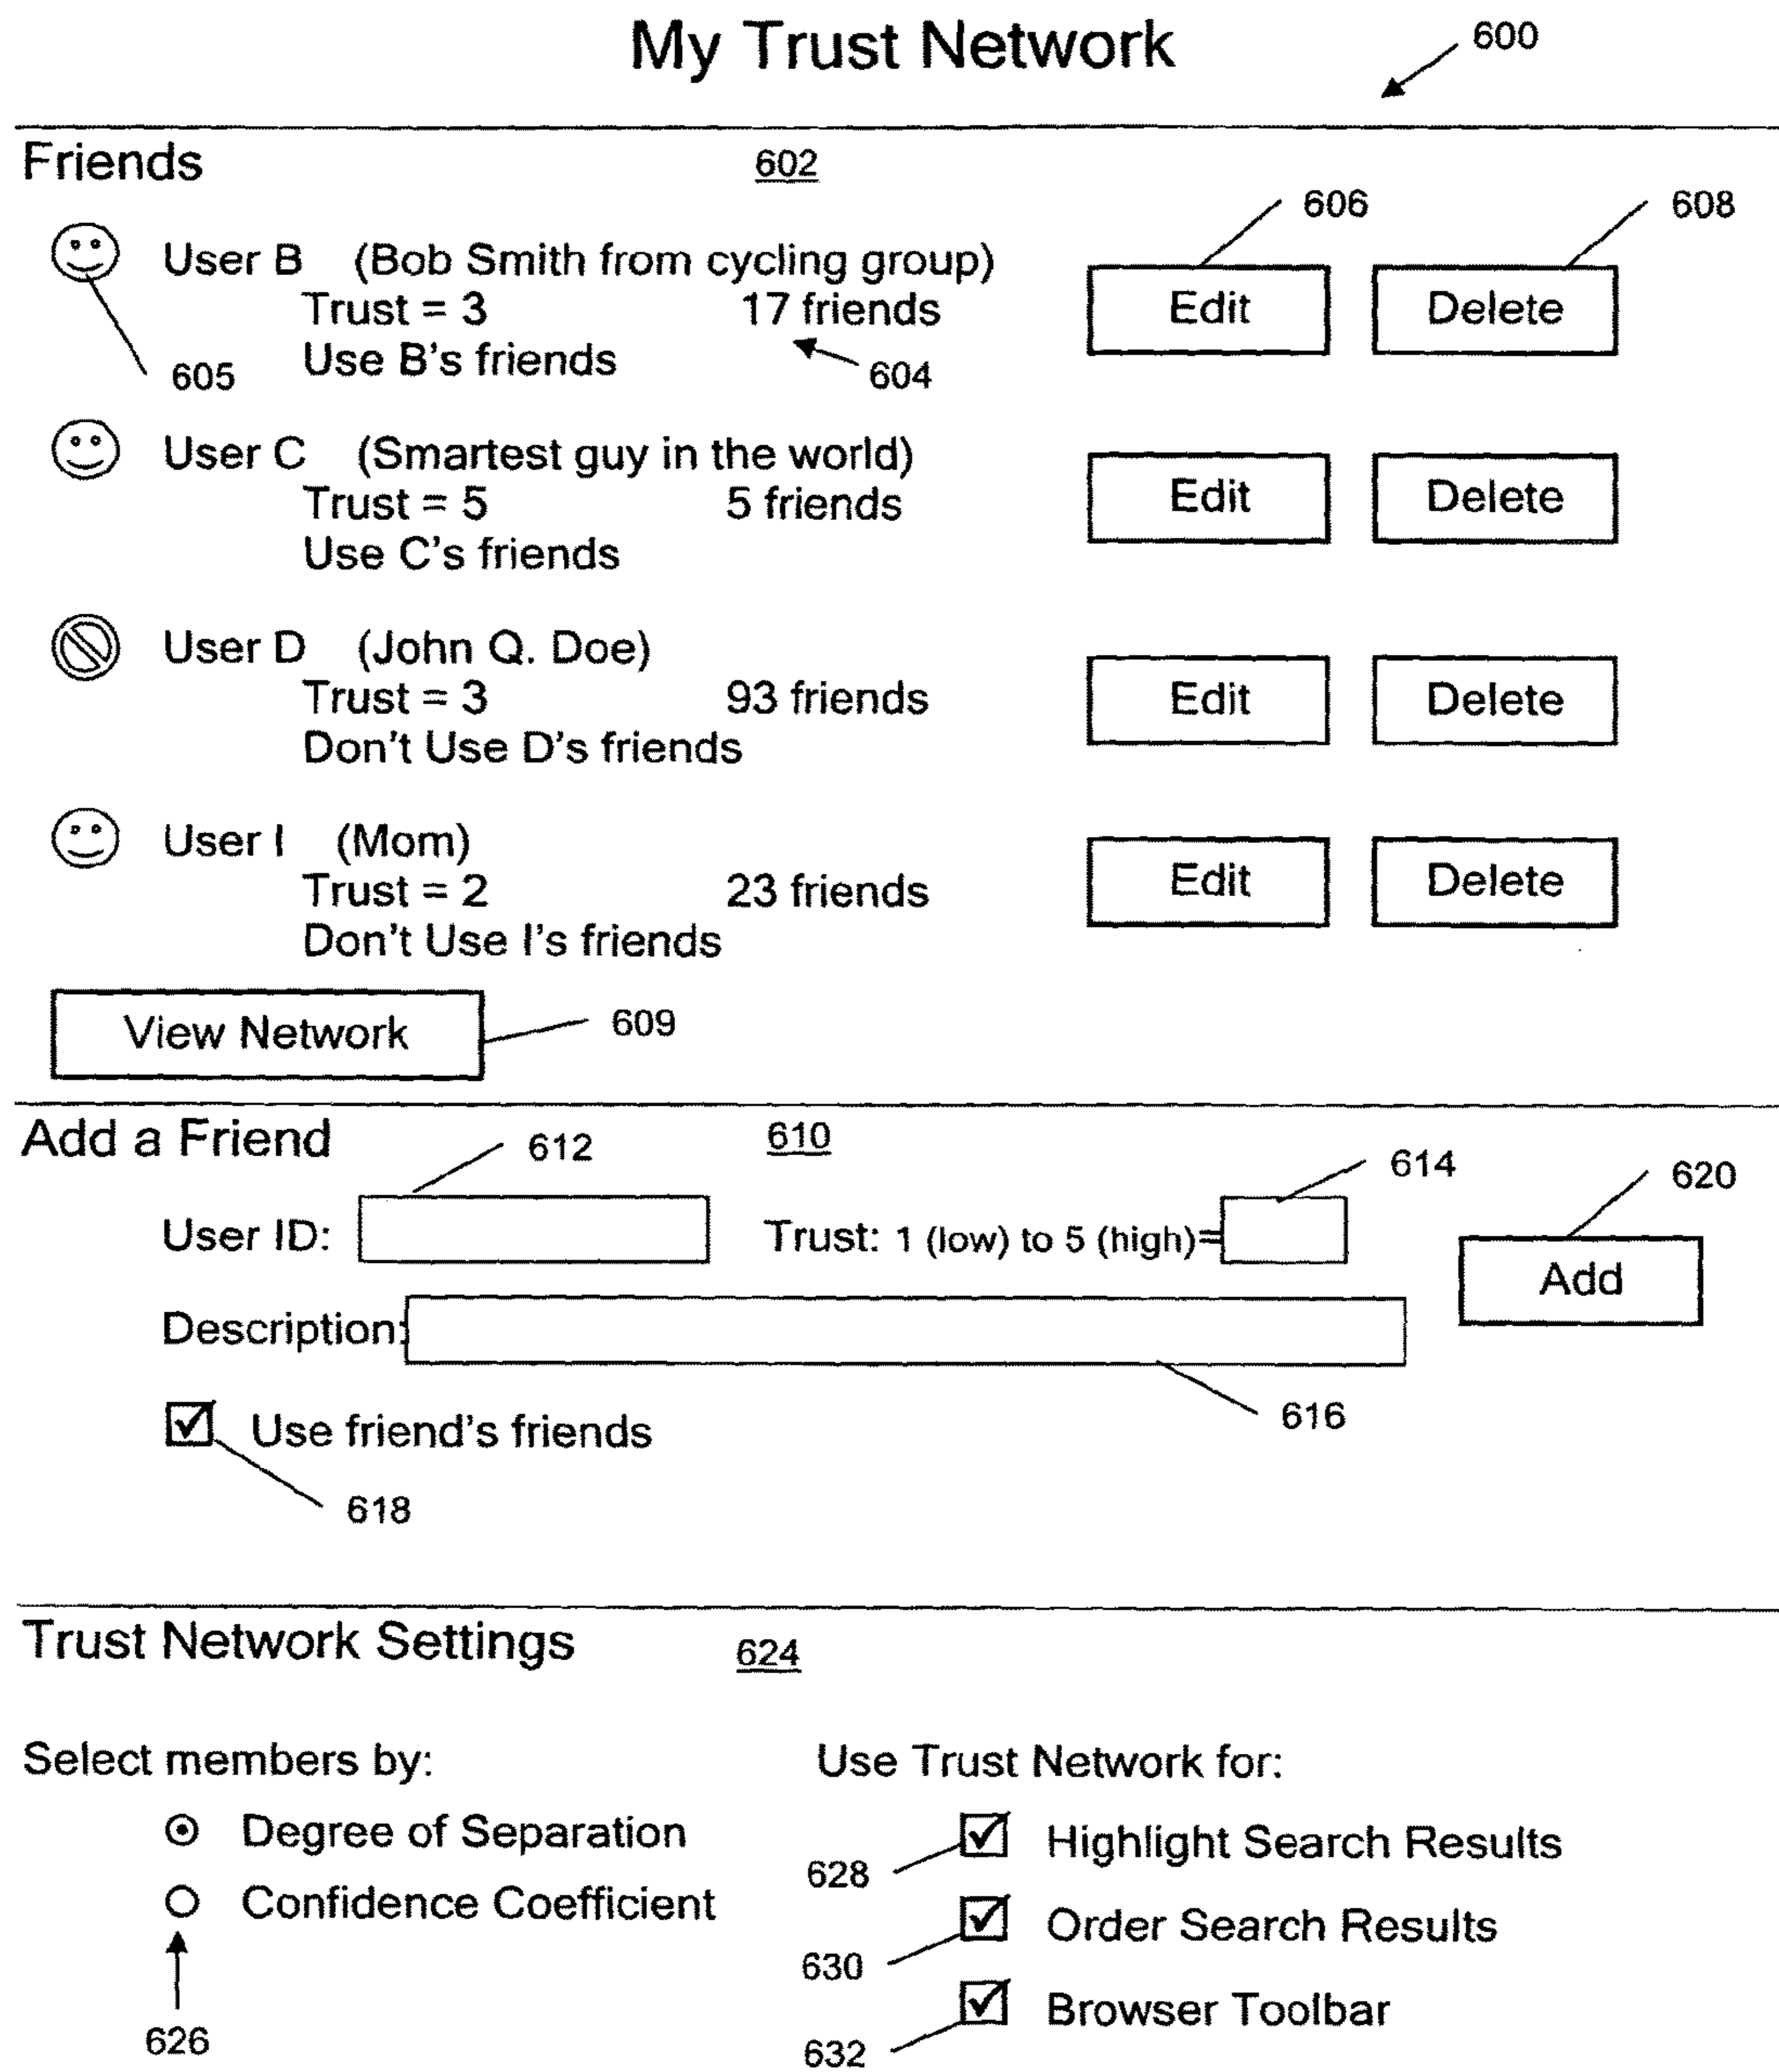 My Trust Network
600
Friends 602
606 608
User B (Bob Smith from cycling group) Edit Delete
Trust = 3 17 friends
605 Use B's friends 604
User C (Smartest guy in the world) Edit Delete
Trust = 5 5 friends
Use C's friends
User D (John Q. Doe) Edit Delete
Trust = 3 93 friends
Don't Use D's friends
User I (Mom) Edit Delete
Trust = 2 23 friends
Don't Use I's friends
View Network 609
Add a Friend 610
612 614 620
User ID: Trust: 1 (low) to 5 (high)= Add
Description:
616
Use friend's friends
618
Trust Network Settings 624
Select members by: Use Trust Network for:
Degree of Separation Highlight Search Results
628
Confidence Coefficient Order Search Results
630
Browser Toolbar
626 632